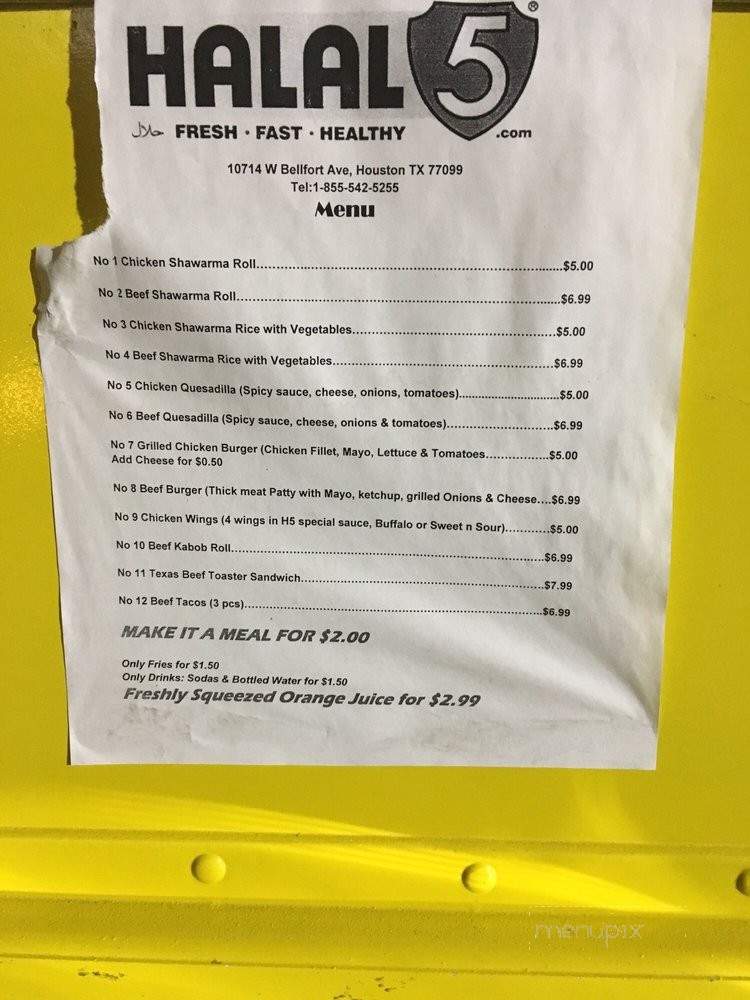 HALAL 5 ®
حلال FRESH · FAST · HEALTHY .com
10714 W Bellfort Ave, Houston TX 77099
Tel:1-855-542-5255
Menu
No 1 Chicken Shawarma Roll..........$5.00
No 2 Beef Shawarma Roll..........$6.99
No 3 Chicken Shawarma Rice with Vegetables..........$5.00
No 4 Beef Shawarma Rice with Vegetables..........$6.99
No 5 Chicken Quesadilla (Spicy sauce, cheese, onions, tomatoes)..........$5.00
No 6 Beef Quesadilla (Spicy sauce, cheese, onions & tomatoes)..........$6.99
No 7 Grilled Chicken Burger (Chicken Fillet, Mayo, Lettuce & Tomatoes..........$5.00
Add Cheese for $0.50
No 8 Beef Burger (Thick meat Patty with Mayo, ketchup, grilled Onions & Cheese....$6.99
No 9 Chicken Wings (4 wings in H5 special sauce, Buffalo or Sweet n Sour)..........$5.00
No 10 Beef Kabob Roll..........$6.99
No 11 Texas Beef Toaster Sandwich..........$7.99
No 12 Beef Tacos (3 pcs)..........$6.99
MAKE IT A MEAL FOR $2.00
Only Fries for $1.50
Only Drinks: Sodas & Bottled Water for $1.50
Freshly Squeezed Orange Juice for $2.99
menupix